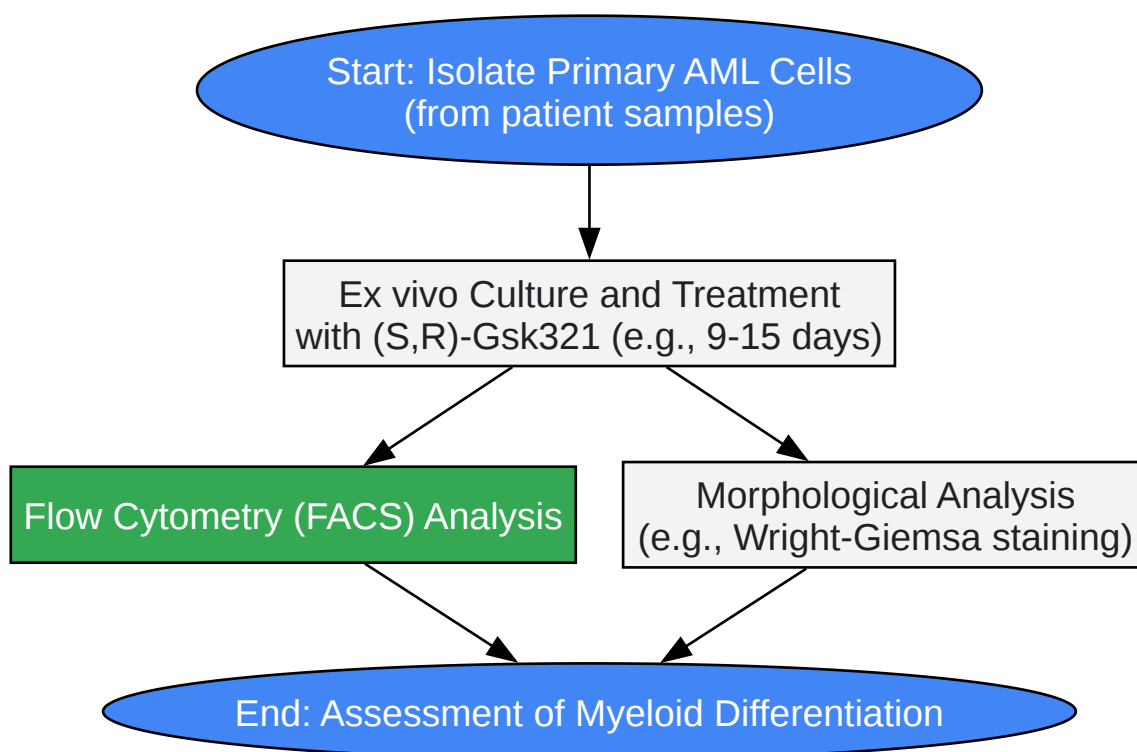 Start: Isolate Primary AML Cells
(from patient samples)
Ex vivo Culture and Treatment
with (S,R)-Gsk321 (e.g., 9-15 days)
Flow Cytometry (FACS) Analysis
Morphological Analysis
(e.g., Wright-Giemsa staining)
End: Assessment of Myeloid Differentiation